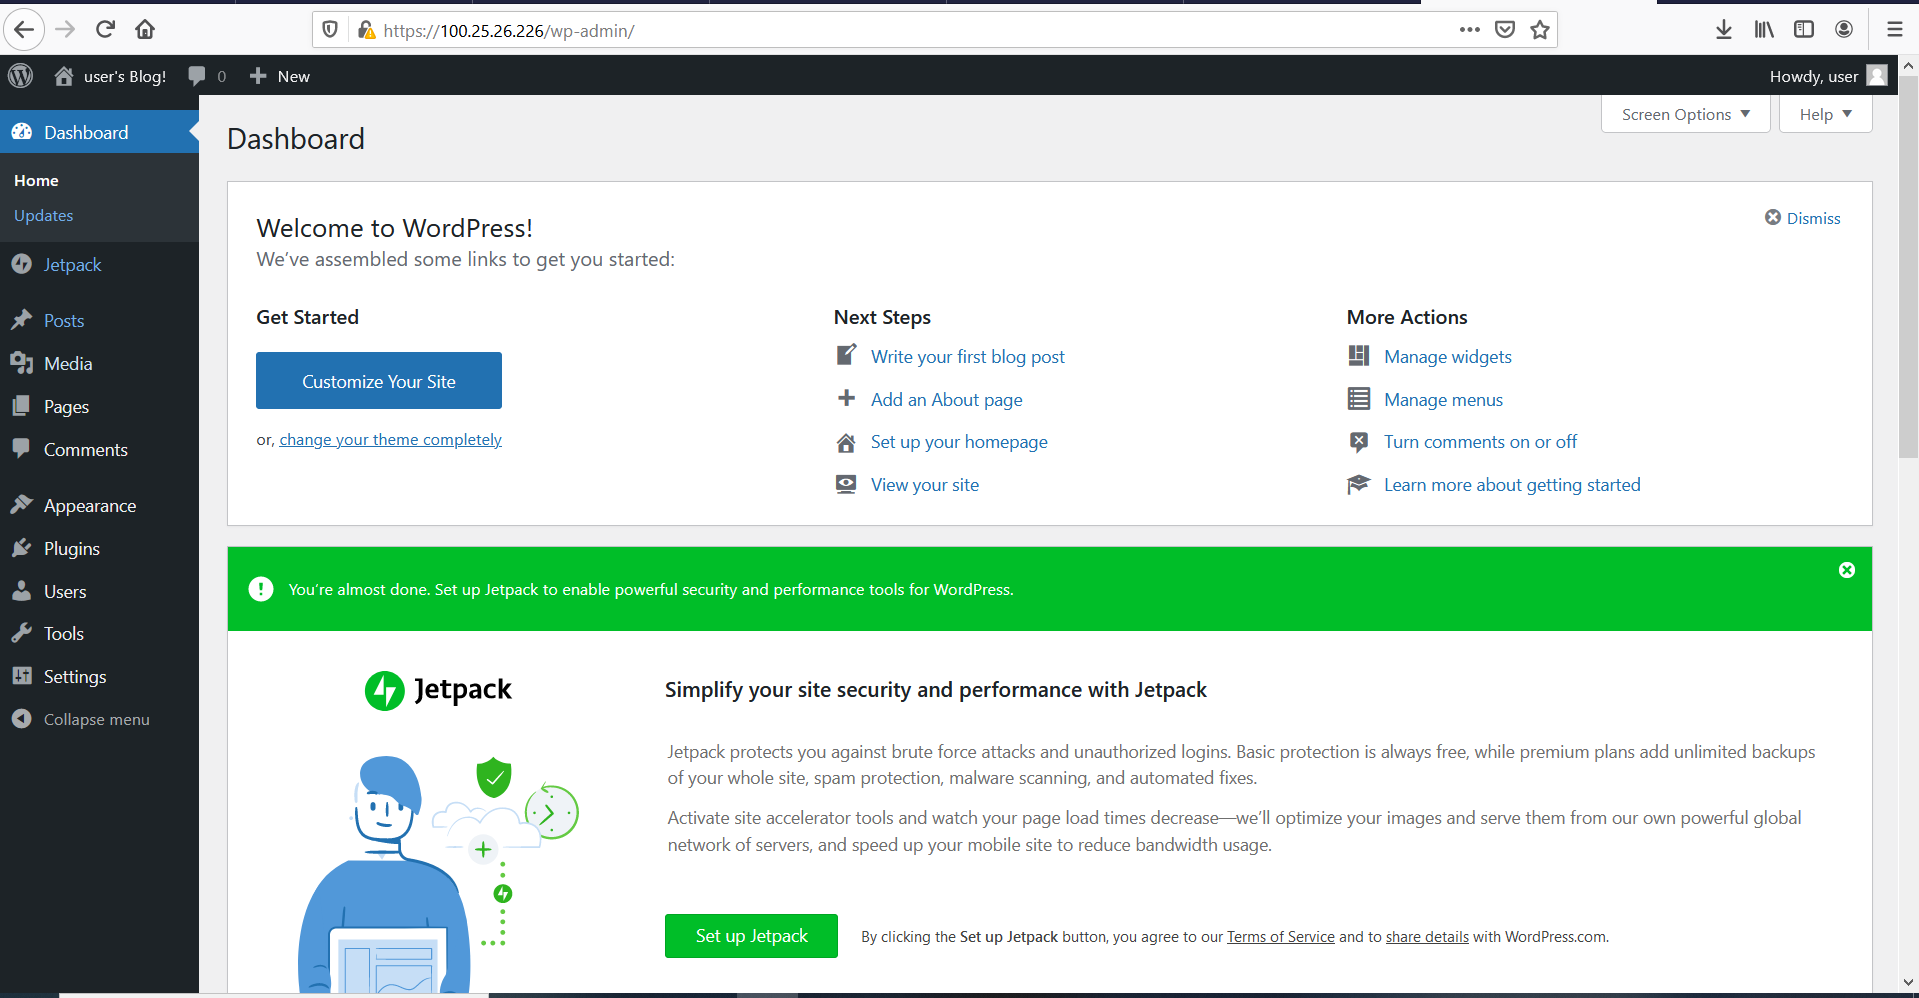 https://100.25.26.226/wp-admin/
user's Blog! 0 New Howdy, user
Screen Options Help
Dashboard
Home
Updates
Jetpack
Posts
Media
Pages
Comments
Appearance
Plugins
Users
Tools
Settings
Collapse menu
Dashboard
Welcome to WordPress!
Dismiss
We've assembled some links to get you started:
Get Started
Customize Your Site
or, change your theme completely
Next Steps
Write your first blog post
Add an About page
Set up your homepage
View your site
More Actions
Manage widgets
Manage menus
Turn comments on or off
Learn more about getting started
You're almost done. Set up Jetpack to enable powerful security and performance tools for WordPress.
Jetpack
Simplify your site security and performance with Jetpack
Jetpack protects you against brute force attacks and unauthorized logins. Basic protection is always free, while premium plans add unlimited backups
of your whole site, spam protection, malware scanning, and automated fixes.
Activate site accelerator tools and watch your page load times decrease—we'll optimize your images and serve them from our own powerful global
network of servers, and speed up your mobile site to reduce bandwidth usage.
Set up Jetpack
By clicking the Set up Jetpack button, you agree to our Terms of Service and to share details with WordPress.com.